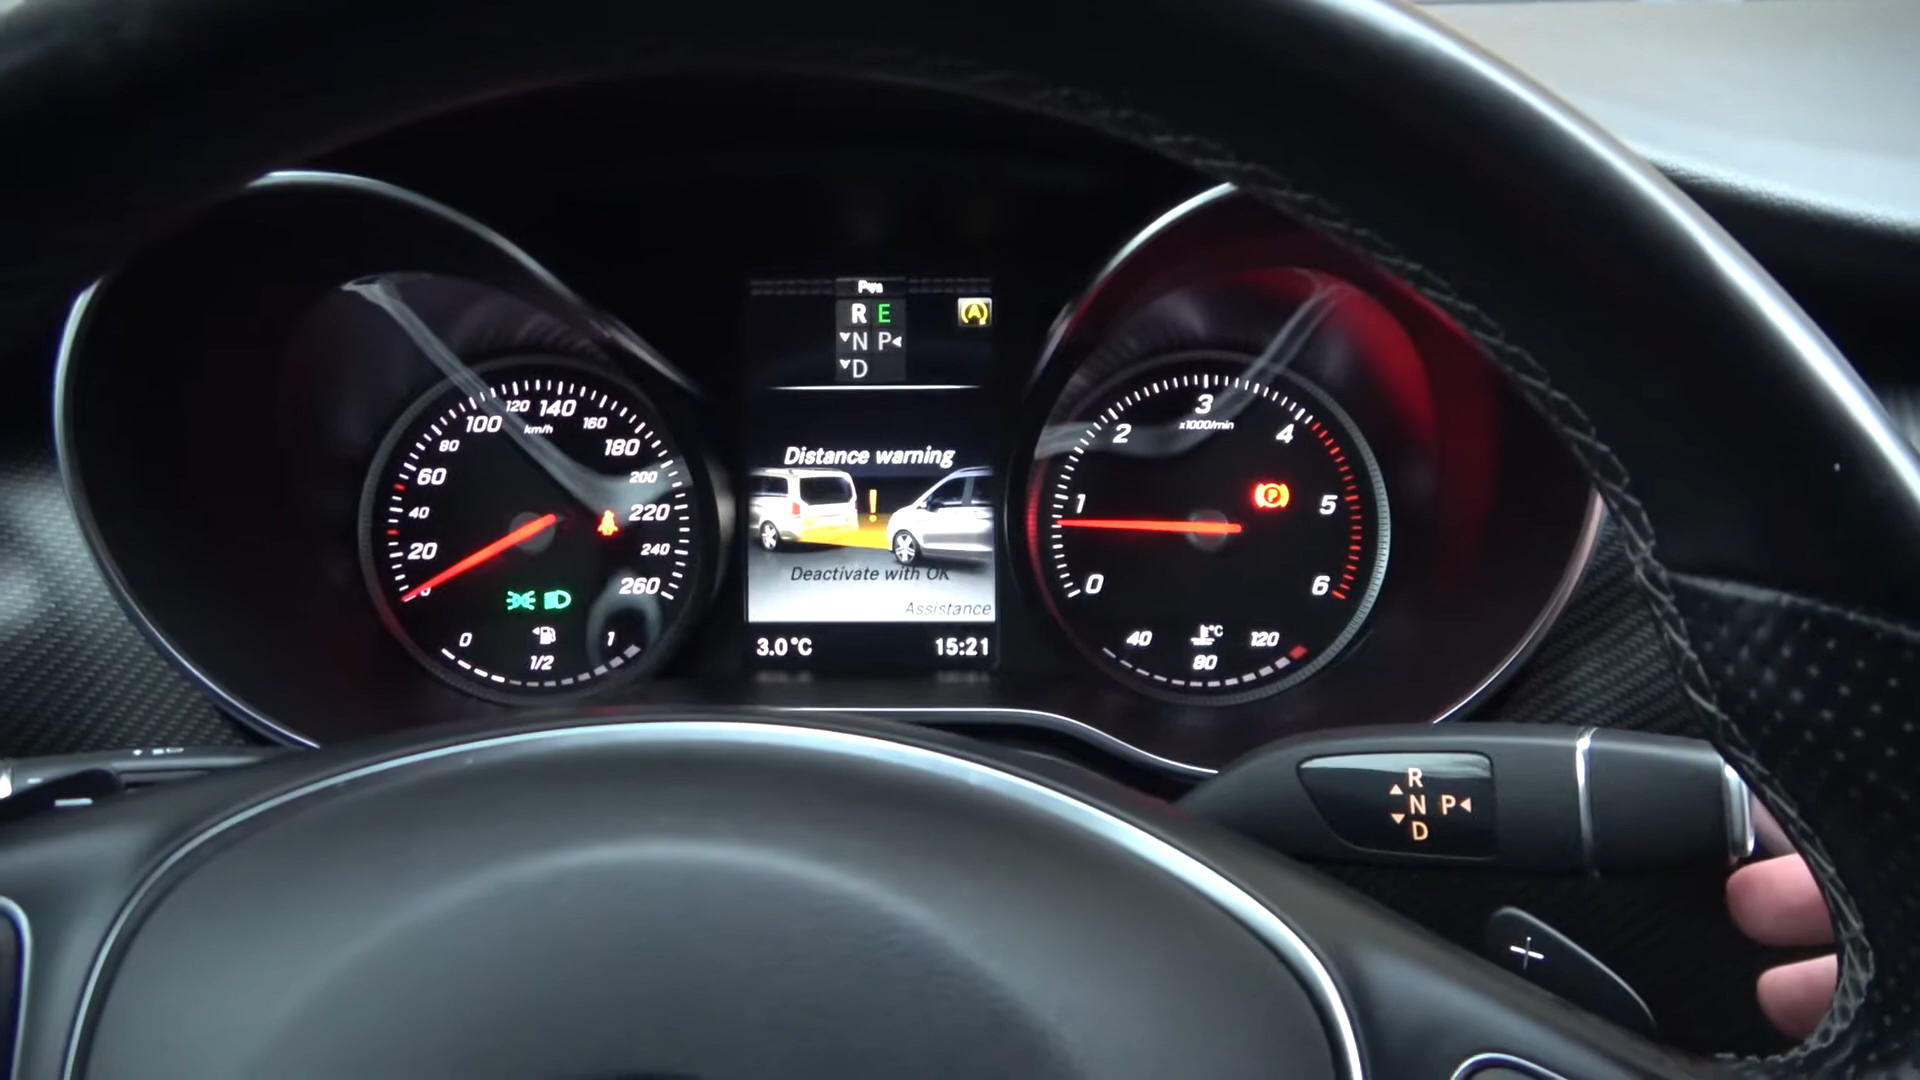 R E
N P
D
Distance warning
Deactivate with OK
Assistance
3.0°C
15:21
20
40
60
80
100
120
140
160
180
200
220
240
260
km/h
0
1/2
1
0
1
2
3
4
5
6
x1000/min
P
°C
40
80
120
R
N P
D
+